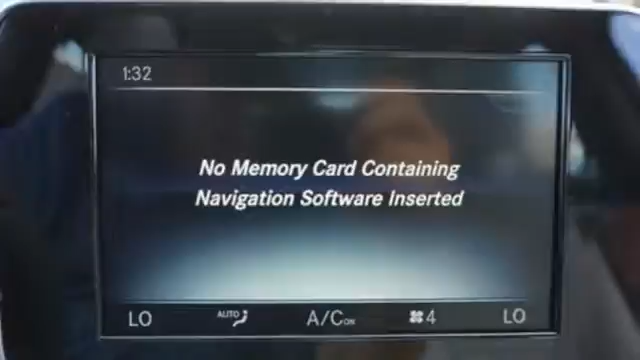 1:32
No Memory Card Containing
Navigation Software Inserted
LO AUTO A/C ON 4 LO